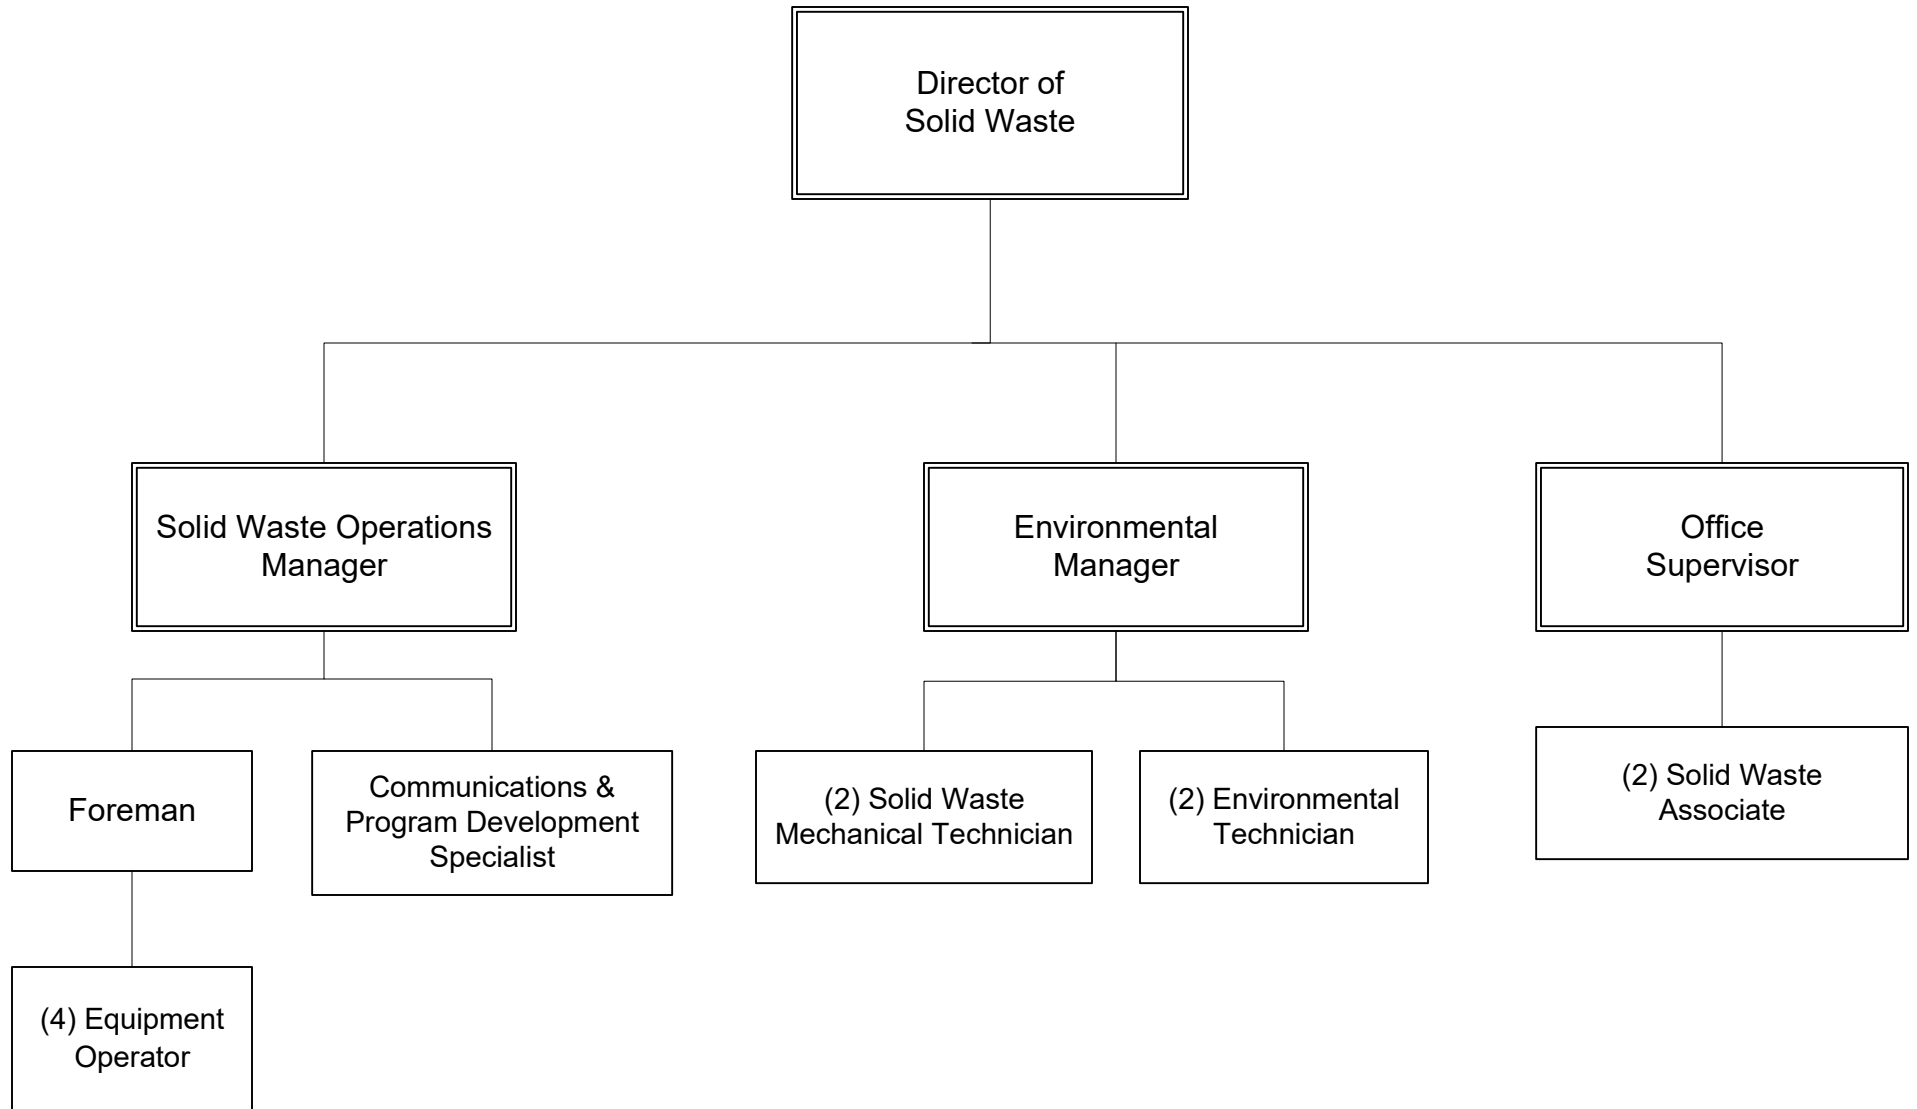 Director of
Solid Waste
Solid Waste Operations
Manager
Environmental
Manager
Office
Supervisor
Foreman
Communications &
Program Development
Specialist
(2) Solid Waste
Mechanical Technician
(2) Environmental
Technician
(2) Solid Waste
Associate
(4) Equipment
Operator